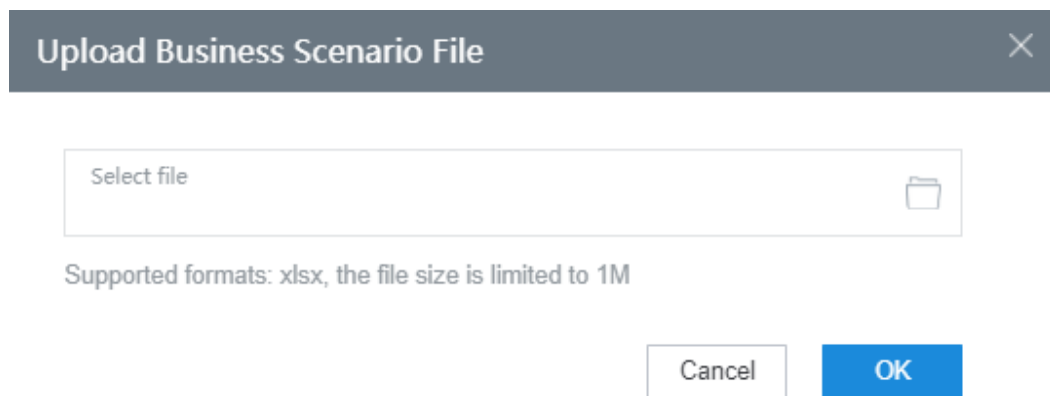 Upload Business Scenario File
Select file
Supported formats: xlsx, the file size is limited to 1M
Cancel OK